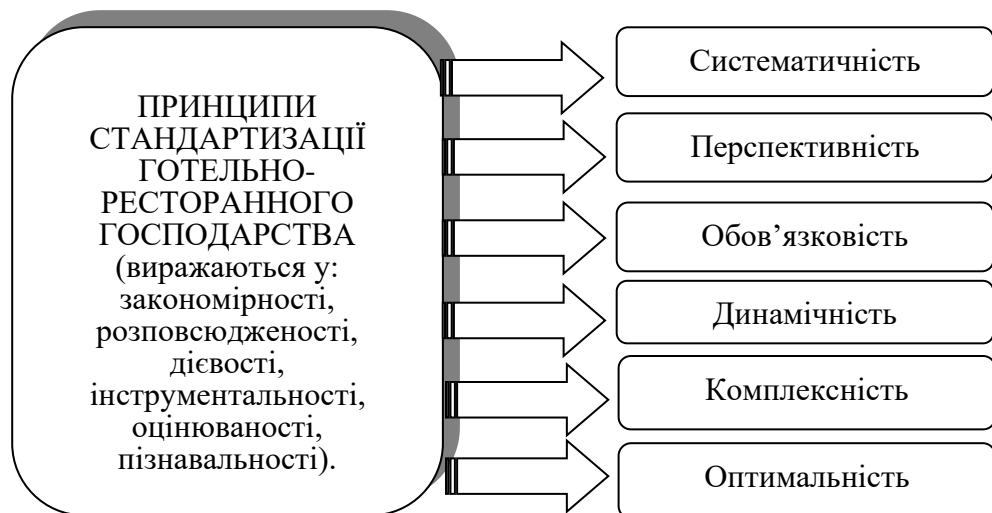 ПРИНЦИПИ
СТАНДАРТИЗАЦІЇ
ГОТЕЛЬНО-
РЕСТОРАННОГО
ГОСПОДАРСТВА
(виражаються у:
закономірності,
розповсюдженості,
дієвості,
інструментальності,
оцінюваності,
пізнавальності).
Систематичність
Перспективність
Обов’язковість
Динамічність
Комплексність
Оптимальність